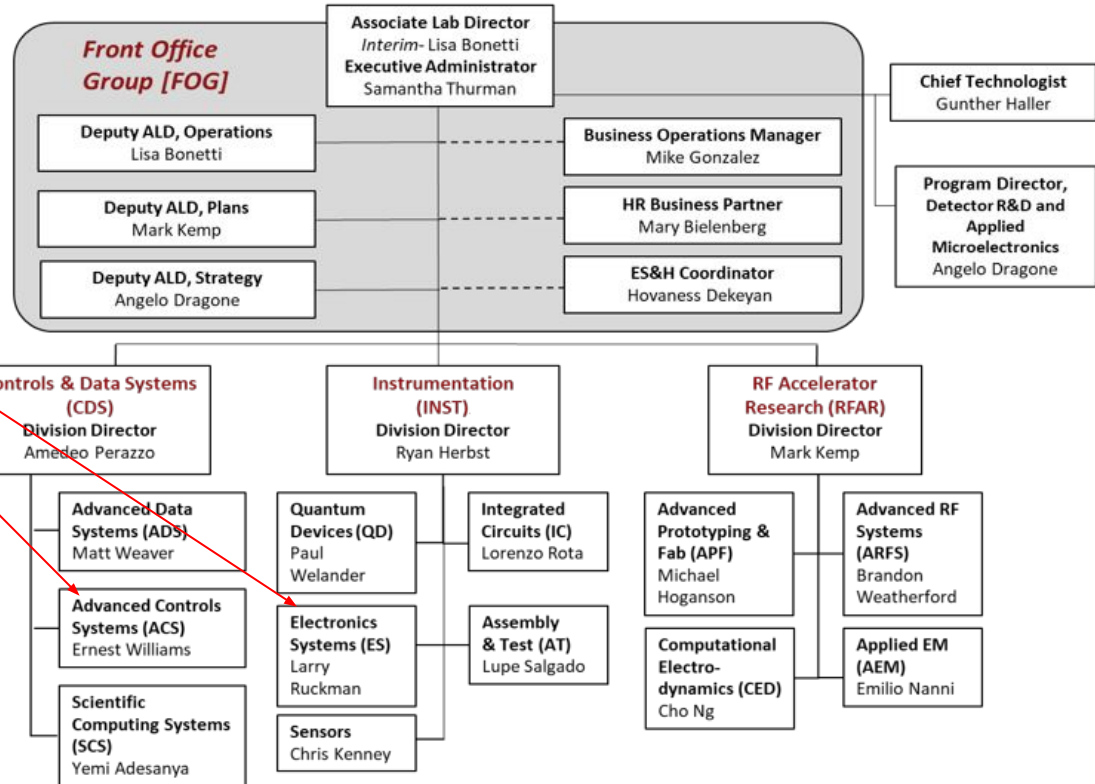 Associate Lab Director
Interim- Lisa Bonetti
Executive Administrator
Samantha Thurman
Front Office
Group [FOG]
Chief Technologist
Gunther Haller
Deputy ALD, Operations
Lisa Bonetti
Business Operations Manager
Mike Gonzalez
Program Director,
Detector R&D and
Applied
Microelectronics
Angelo Dragone
Deputy ALD, Plans
Mark Kemp
HR Business Partner
Mary Bielenberg
Deputy ALD, Strategy
Angelo Dragone
ES&H Coordinator
Hovaness Dekeyan
ontrols & Data Systems
(CDS)
Division Director
Amedeo Perazzo
Instrumentation
(INST)
Division Director
Ryan Herbst
RF Accelerator
Research (RFAR)
Division Director
Mark Kemp
Advanced Data
Systems (ADS)
Matt Weaver
Advanced Controls
Systems (ACS)
Ernest Williams
Scientific
Computing Systems
(SCS)
Yemi Adesanya
Quantum
Devices (QD)
Paul
Welander
Integrated
Circuits (IC)
Lorenzo Rota
Electronics
Systems (ES)
Larry
Ruckman
Assembly
& Test (AT)
Lupe Salgado
Sensors
Chris Kenney
Advanced
Prototyping &
Fab (APF)
Michael
Hoganson
Advanced RF
Systems
(ARFS)
Brandon
Weatherford
Computational
Electro-
dynamics (CED)
Cho Ng
Applied EM
(AEM)
Emilio Nanni